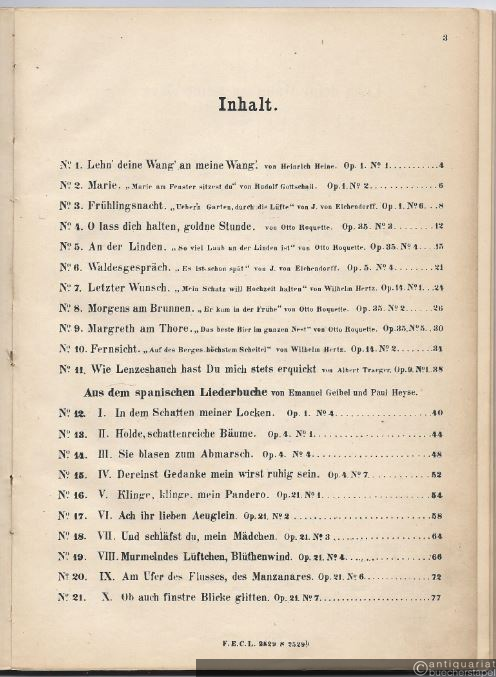 3
Inhalt.
No 1. Lehn' deine Wang' an meine Wang'. von Heinrich Heine. Op. 1. No 1...........4
No 2. Marie. „Marie am Fenster sitzest du" von Rudolf Gottschall. Op. 1. No 2............6
No 3. Frühlingsnacht. „Ueber'n Garten, durch die Lüfte" von J. von Eichendorff. Op. 1. No 6...8
No 4. O lass dich halten, goldne Stunde. von Otto Roquette. Op. 35. No 3..........12
No 5. An der Linden. „So viel Laub an der Linden ist" von Otto Roquette. Op. 35. No 4....15
No 6. Waldesgespräch. „Es ist schon spät" von J. von Eichendorff. Op. 5. No 4.........21
No 7. Letzter Wunsch. „Mein Schatz will Hochzeit halten" von Wilhelm Hertz. Op. 14. No 1...24
No 8. Morgens am Brunnen. „Er kam in der Frühe" von Otto Roquette. Op. 35. No 2......26
No 9. Margreth am Thore. „Das beste Bier im ganzen Nest" von Otto Roquette. Op. 35. No 5..30
No 10. Fernsicht. „Auf des Berges höchstem Scheitel" von Wilhelm Hertz. Op. 14. No 2......34
No 11. Wie Lenzeshauch hast Du mich stets erquickt von Albert Traeger. Op. 9. No 1. 38
Aus dem spanischen Liederbuche von Emanuel Geibel und Paul Heyse.
No 12. I. In dem Schatten meiner Locken. Op. 1. No 4..................40
No 13. II. Holde, schattenreiche Bäume. Op. 4. No 1...................44
No 14. III. Sie blasen zum Abmarsch. Op. 4. No 4...................48
No 15. IV. Dereinst Gedanke mein wirst ruhig sein. Op. 4. No 7..............52
No 16. V. Klinge, klinge, mein Pandero. Op. 21. No 1..................54
No 17. VI. Ach ihr lieben Aeuglein. Op. 21. No 2....................58
No 18. VII. Und schläfst du, mein Mädchen. Op. 21. No 3................64
No 19. VIII. Murmelndes Lüftchen, Blüthenwind. Op. 21. No 4..............66
No 20. IX. Am Ufer des Flusses, des Manzanares. Op. 21. No 6...........72
No 21. X. Ob auch finstre Blicke glitten. Op. 21. No 7..................77
F. E. C. L. 2829
© antiquariat
buecherstapel